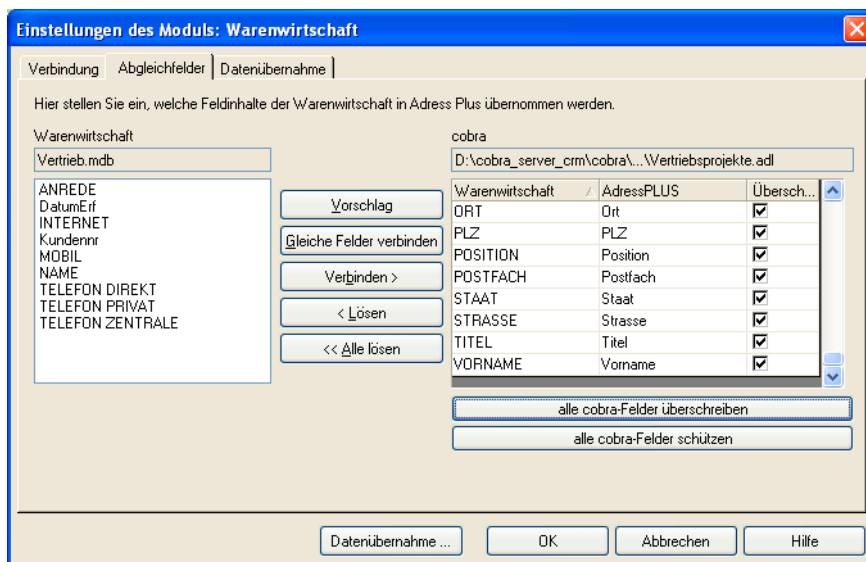 Einstellungen des Moduls: Warenwirtschaft
Verbindung Abgleichfelder Datenübernahme
Hier stellen Sie ein, welche Feldinhalte der Warenwirtschaft in Adress Plus übernommen werden.
Warenwirtschaft
Vertrieb.mdb
ANREDE
DatumErf
INTERNET
Kundennr
MOBIL
NAME
TELEFON DIREKT
TELEFON PRIVAT
TELEFON ZENTRALE
Vorschlag
Gleiche Felder verbinden
Verbinden >
< Lösen
<< Alle lösen
cobra
D:\cobra_server_crm\cobra\...\Vertriebsprojekte.adl
Warenwirtschaft AdressPLUS Übersch...
ORT Ort
PLZ PLZ
POSITION Position
POSTFACH Postfach
STAAT Staat
STRASSE Strasse
TITEL Titel
VORNAME Vorname
alle cobra-Felder überschreiben
alle cobra-Felder schützen
Datenübernahme ... OK Abbrechen Hilfe